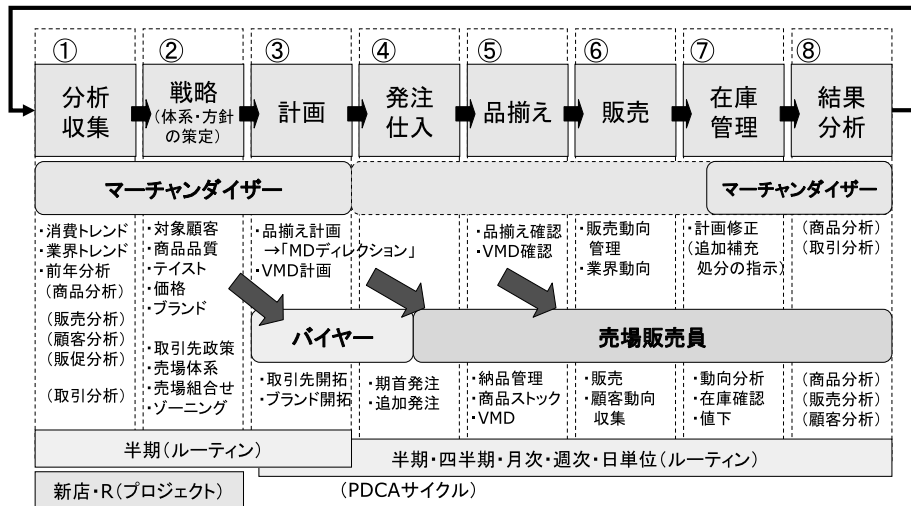 ① ② ③ ④ ⑤ ⑥ ⑦ ⑧
分析
収集
戦略
(体系・方針
の策定)
計画
発注
仕入
品揃え
販売
在庫
管理
結果
分析
マーチャンダイザー
マーチャンダイザー
・消費トレンド
・業界トレンド
・前年分析
(商品分析)
(販売分析)
(顧客分析)
(販促分析)
(取引分析)
・対象顧客
・商品品質
・テイスト
・価格
・ブランド
・取引先政策
・売場体系
・売場組合せ
・ゾーニング
・品揃え計画
→「MDディレクション」
・VMD計画
・品揃え確認
・VMD確認
・販売動向
管理
・業界動向
・計画修正
(追加補充
処分の指示)
(商品分析)
(取引分析)
バイヤー
売場販売員
・取引先開拓
・ブランド開拓
・期首発注
・追加発注
・納品管理
・商品ストック
・VMD
・販売
・顧客動向
収集
・動向分析
・在庫確認
・値下
(商品分析)
(販売分析)
(顧客分析)
半期(ルーティン)
半期・四半期・月次・週次・日単位(ルーティン)
新店・R(プロジェクト)
(PDCAサイクル)